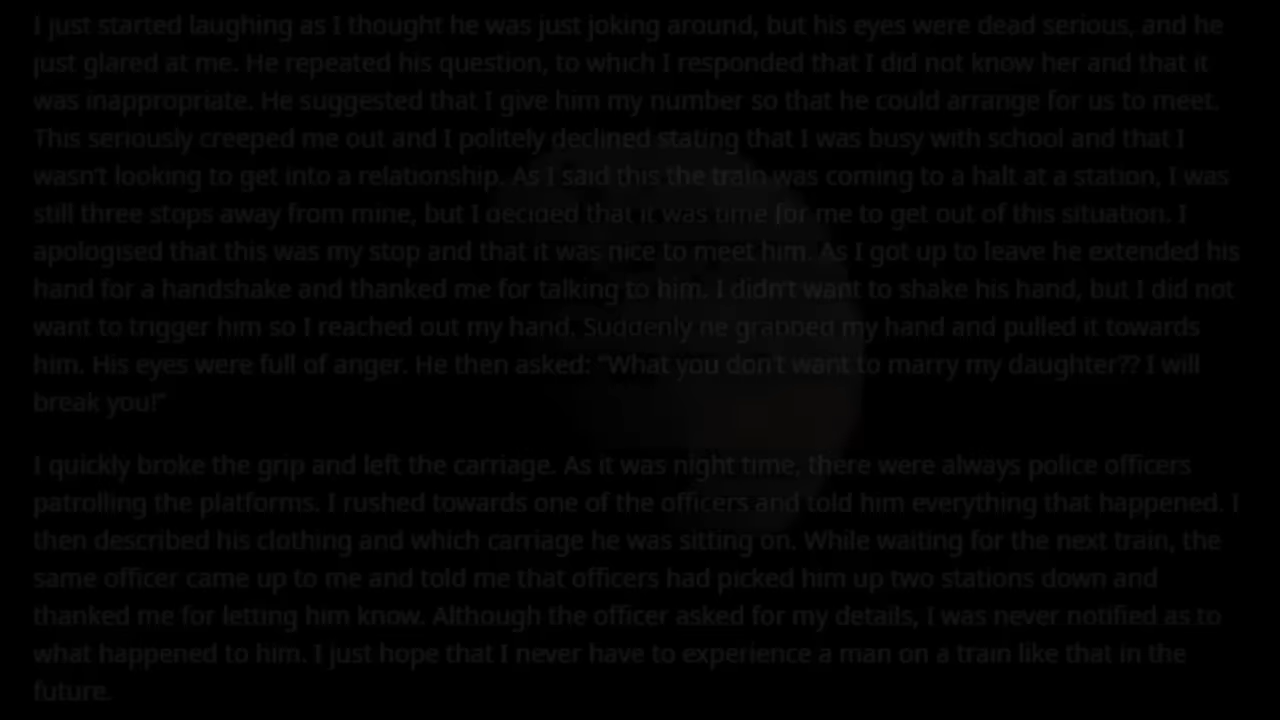 I just started laughing as I thought he was just joking around, but his eyes were dead serious, and he
just glared at me. He repeated his question, to which I responded that I did not know her and that it
was inappropriate. He suggested that I give him my number so that he could arrange for us to meet.
This seriously creeped me out and I politely declined stating that I was busy with school and that I
wasn't looking to get into a relationship. As I said this the train was coming to a halt at a station, I was
still three stops away from mine, but I decided that it was time for me to get out of this situation. I
apologised that this was my stop and that it was nice to meet him. As I got up to leave he extended his
hand for a handshake and thanked me for talking to him. I didn't want to shake his hand, but I did not
want to trigger him so I reached out my hand. Suddenly he grabbed my hand and pulled it towards
him. His eyes were full of anger. He then asked: "What you don't want to marry my daughter?? I will
break you!"
I quickly broke the grip and left the carriage. As it was night time, there were always police officers
patrolling the platforms. I rushed towards one of the officers and told him everything that happened. I
then described his clothing and which carriage he was sitting on. While waiting for the next train, the
same officer came up to me and told me that officers had picked him up two stations down and
thanked me for letting him know. Although the officer asked for my details, I was never notified as to
what happened to him. I just hope that I never have to experience a man on a train like that in the
future.